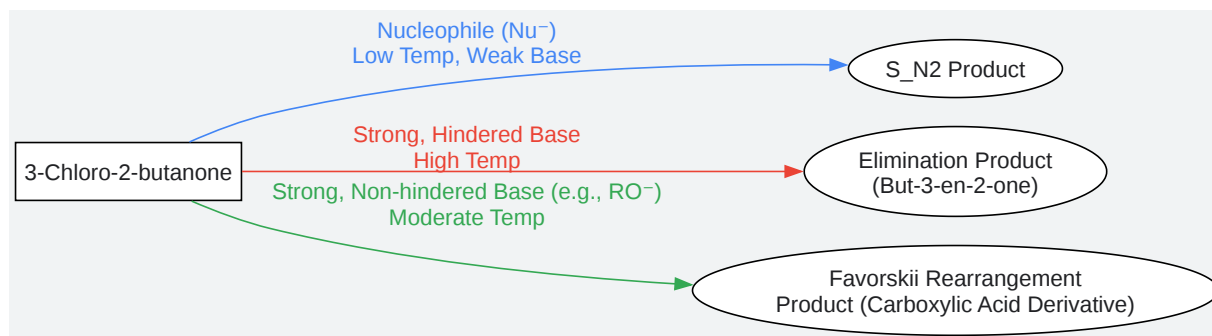 Nucleophile (Nu⁻)
Low Temp, Weak Base
S_N2 Product
3-Chloro-2-butanone
Strong, Hindered Base
High Temp
Elimination Product
(But-3-en-2-one)
Strong, Non-hindered Base (e.g., RO⁻)
Moderate Temp
Favorskii Rearrangement
Product (Carboxylic Acid Derivative)